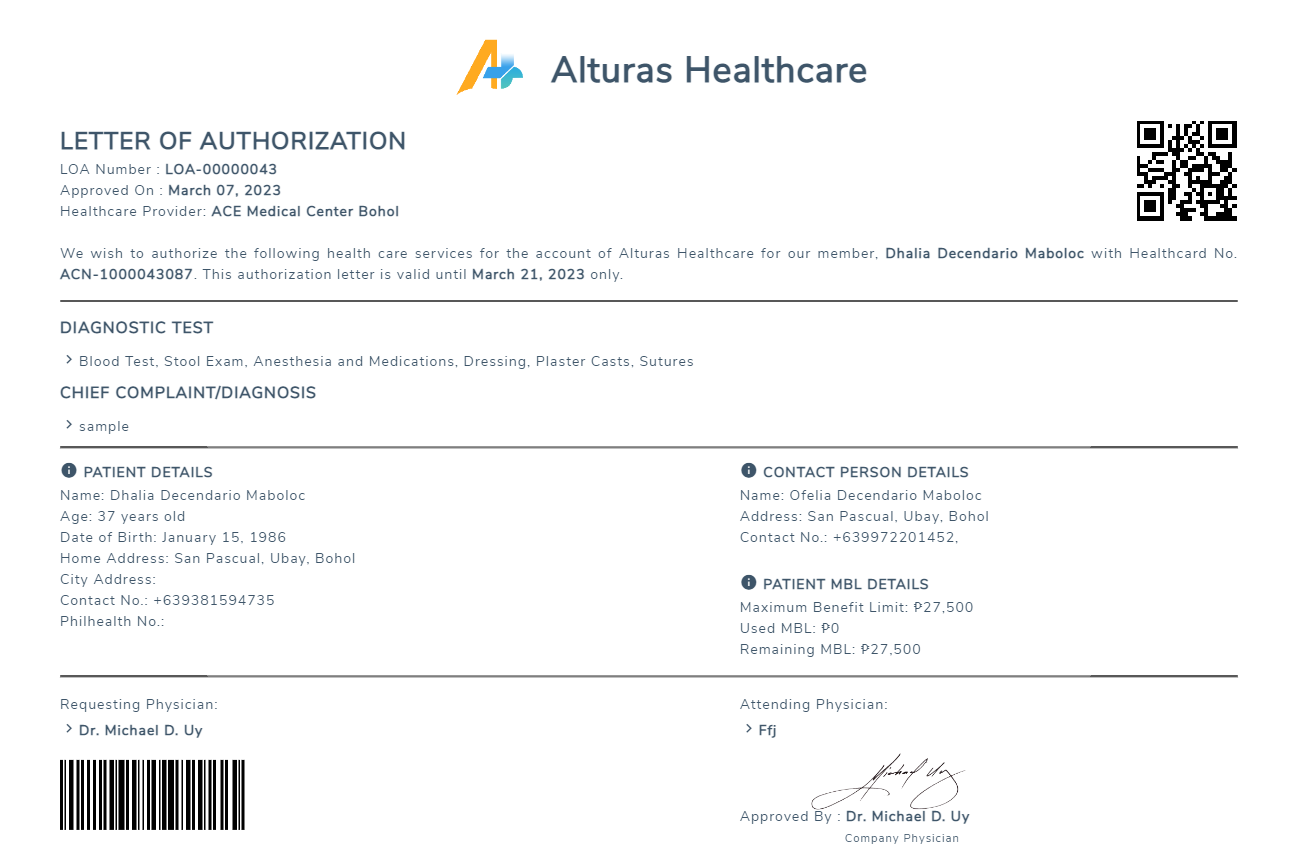 Alturas Healthcare
LETTER OF AUTHORIZATION
LOA Number : LOA-00000043
Approved On : March 07, 2023
Healthcare Provider: ACE Medical Center Bohol
We wish to authorize the following health care services for the account of Alturas Healthcare for our member, Dhalia Decendario Maboloc with Healthcard No.
ACN-1000043087. This authorization letter is valid until March 21, 2023 only.
DIAGNOSTIC TEST
Blood Test, Stool Exam, Anesthesia and Medications, Dressing, Plaster Casts, Sutures
CHIEF COMPLAINT/DIAGNOSIS
sample
PATIENT DETAILS
Name: Dhalia Decendario Maboloc
Age: 37 years old
Date of Birth: January 15, 1986
Home Address: San Pascual, Ubay, Bohol
City Address:
Contact No.: +639381594735
Philhealth No.:
CONTACT PERSON DETAILS
Name: Ofelia Decendario Maboloc
Address: San Pascual, Ubay, Bohol
Contact No.: +639972201452,
PATIENT MBL DETAILS
Maximum Benefit Limit: ₱27,500
Used MBL: ₱0
Remaining MBL: ₱27,500
Requesting Physician:
Dr. Michael D. Uy
Attending Physician:
Ffj
Michael Uy
Approved By : Dr. Michael D. Uy
Company Physician